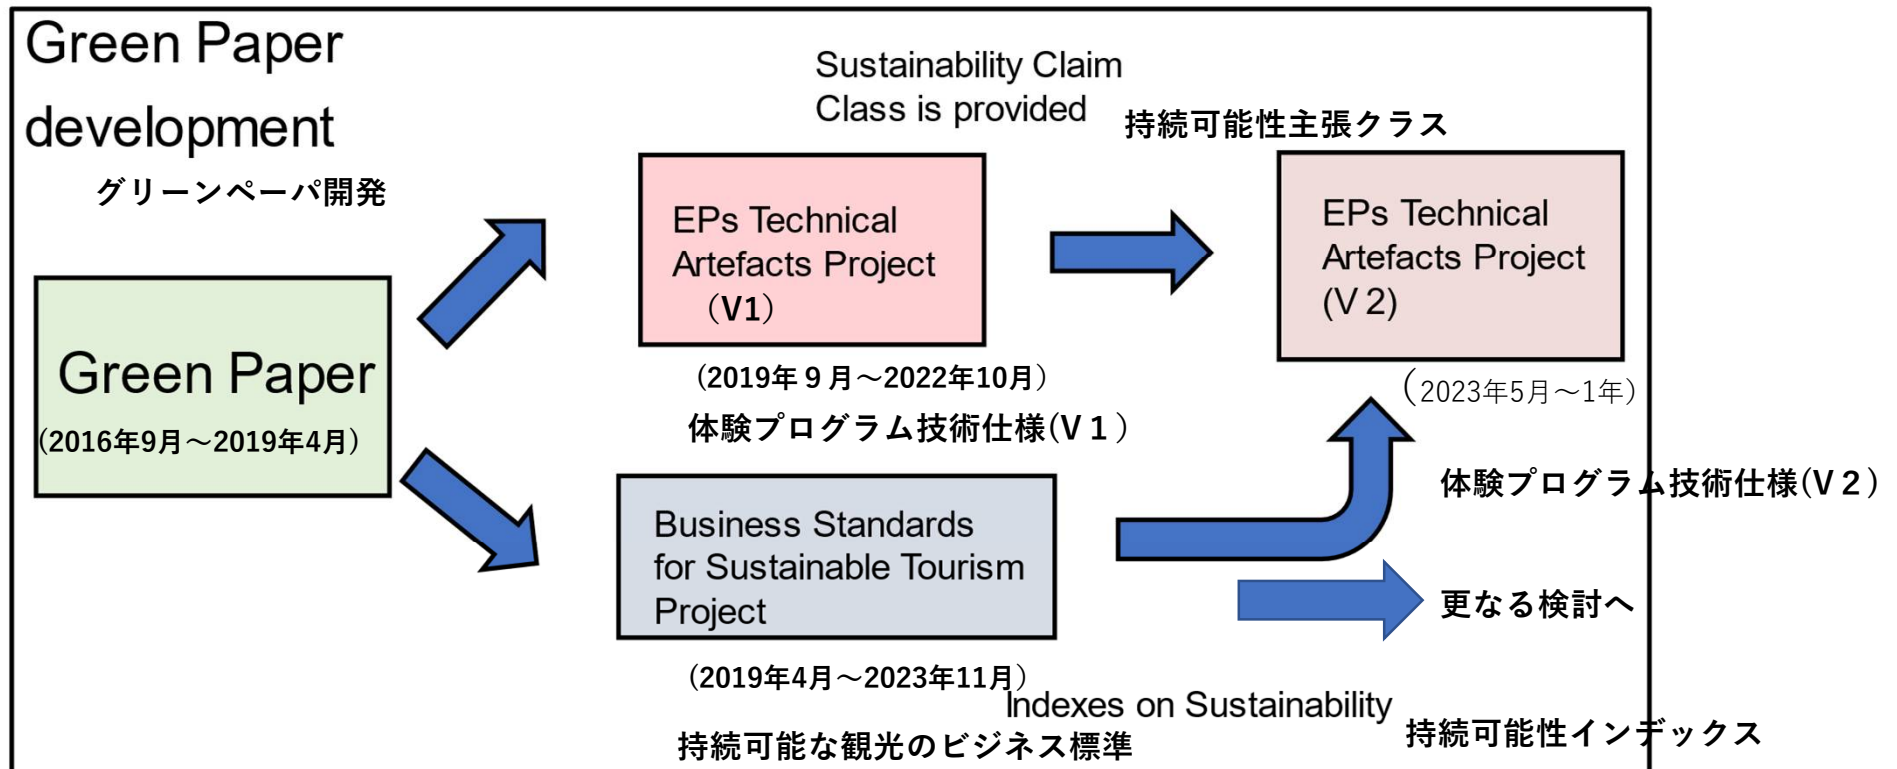 Green Paper
development
グリーンペーパ開発
Green Paper
(2016年9月～2019年4月)
Sustainability Claim
Class is provided
持続可能性主張クラス
EPs Technical
Artefacts Project
（V1）
(2019年９月～2022年10月)
体験プログラム技術仕様(V１)
EPs Technical
Artefacts Project
(V 2)
(2023年5月～1年)
体験プログラム技術仕様(V２)
Business Standards
for Sustainable Tourism
Project
(2019年4月～2023年11月)
持続可能な観光のビジネス標準
更なる検討へ
Indexes on Sustainability
持続可能性インデックス